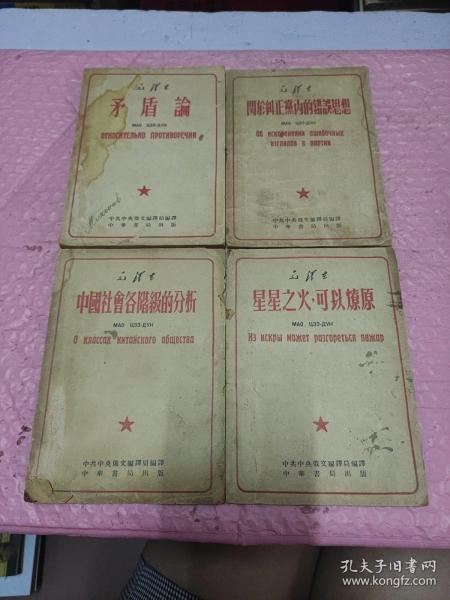 毛澤東
矛盾論
МАО ЦЗЭ-ДУН
ОТНОСИТЕЛЬНО ПРОТИВОРЕЧИЯ
中共中央俄文編譯局編譯
中華書局出版
毛澤東
關於糾正黨內的錯誤思想
МАО ЦЗЭ-ДУН
Об искоренении ошибочных
взглядов в партии
中共中央俄文編譯局編譯
中華書局出版
毛澤東
中國社會各階級的分析
МАО ЦЗЭ-ДУН
О классах китайского общества
中共中央俄文編譯局編譯
中華書局出版
毛澤東
星星之火·可以燎原
МАО ЦЗЭ-ДУН
Из искры может разгореться пожар
中共中央俄文編譯局編譯
中華書局出版
孔夫子旧书网
www.kongfz.com